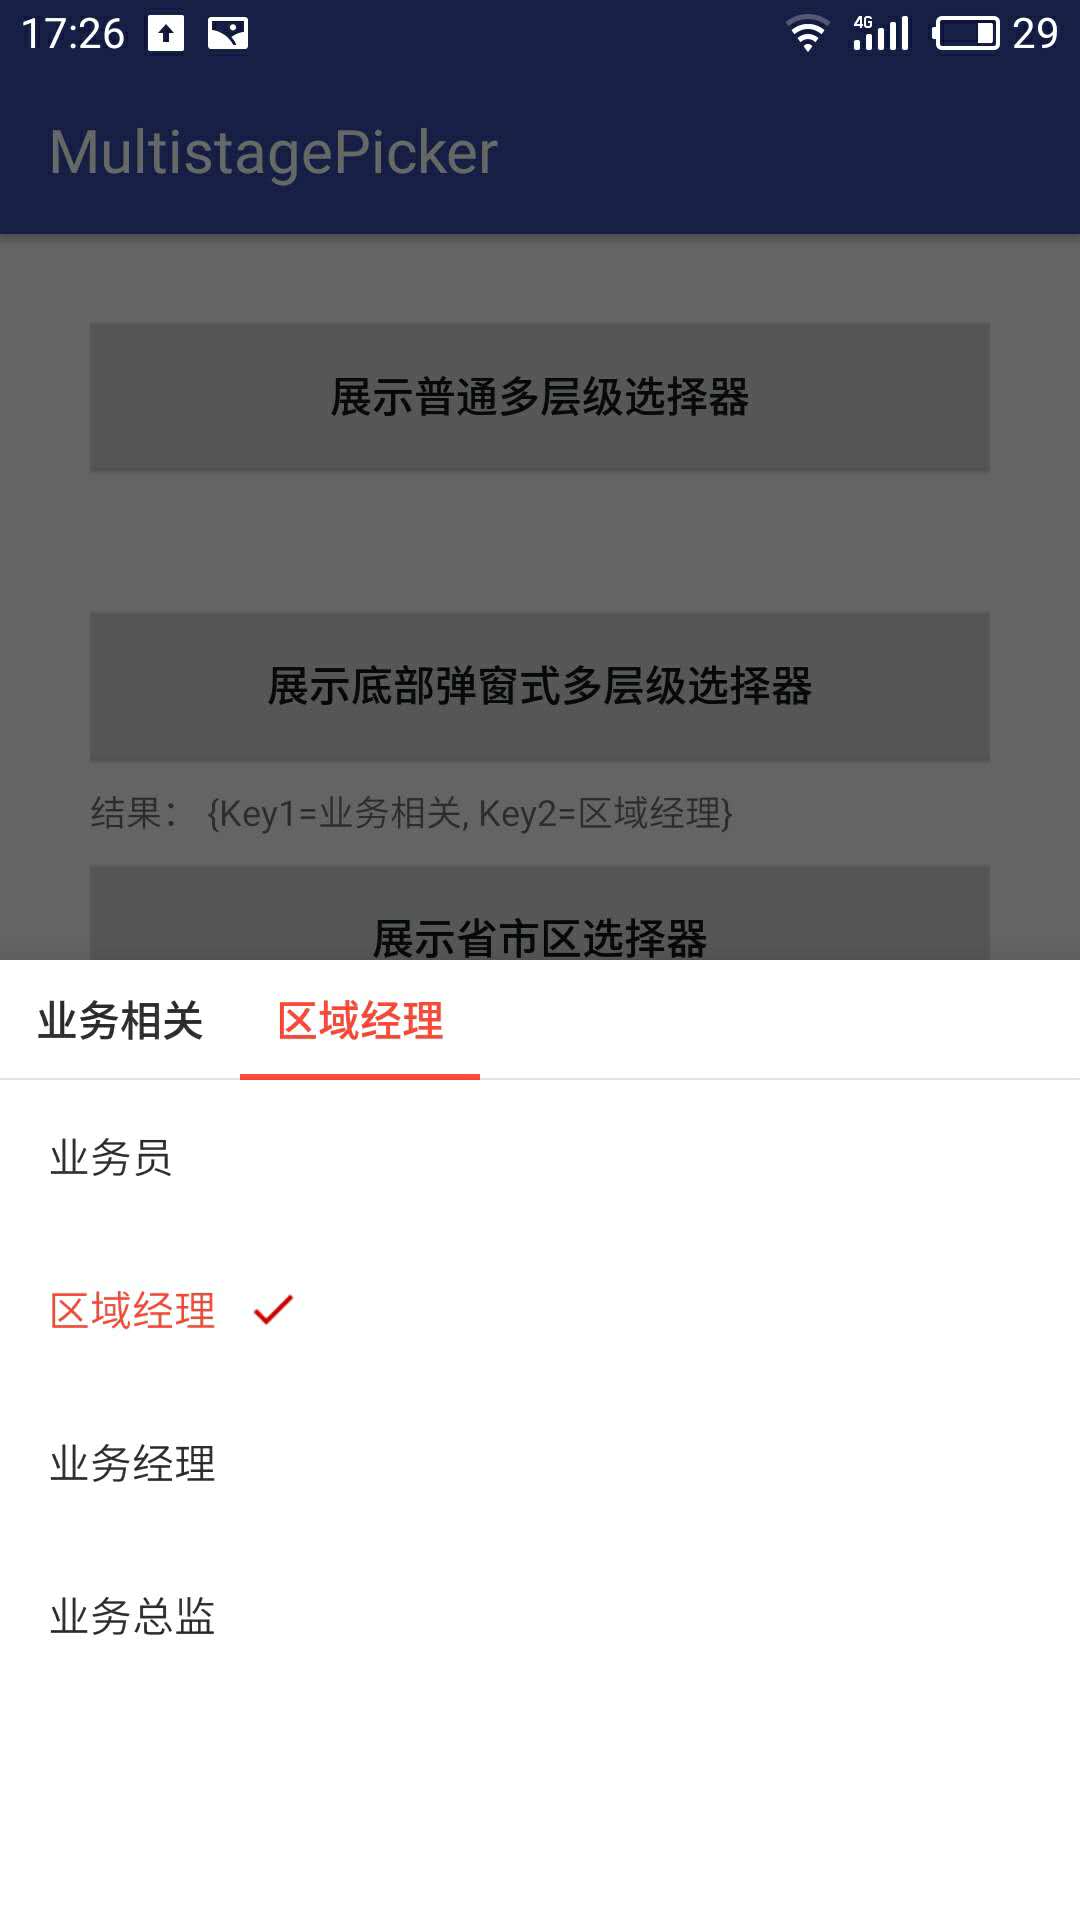 17:26 4G 29
MultistagePicker
展示普通多层级选择器
展示底部弹窗式多层级选择器
结果： {Key1=业务相关, Key2=区域经理}
展示省市区选择器
业务相关 区域经理
业务员
区域经理
业务经理
业务总监